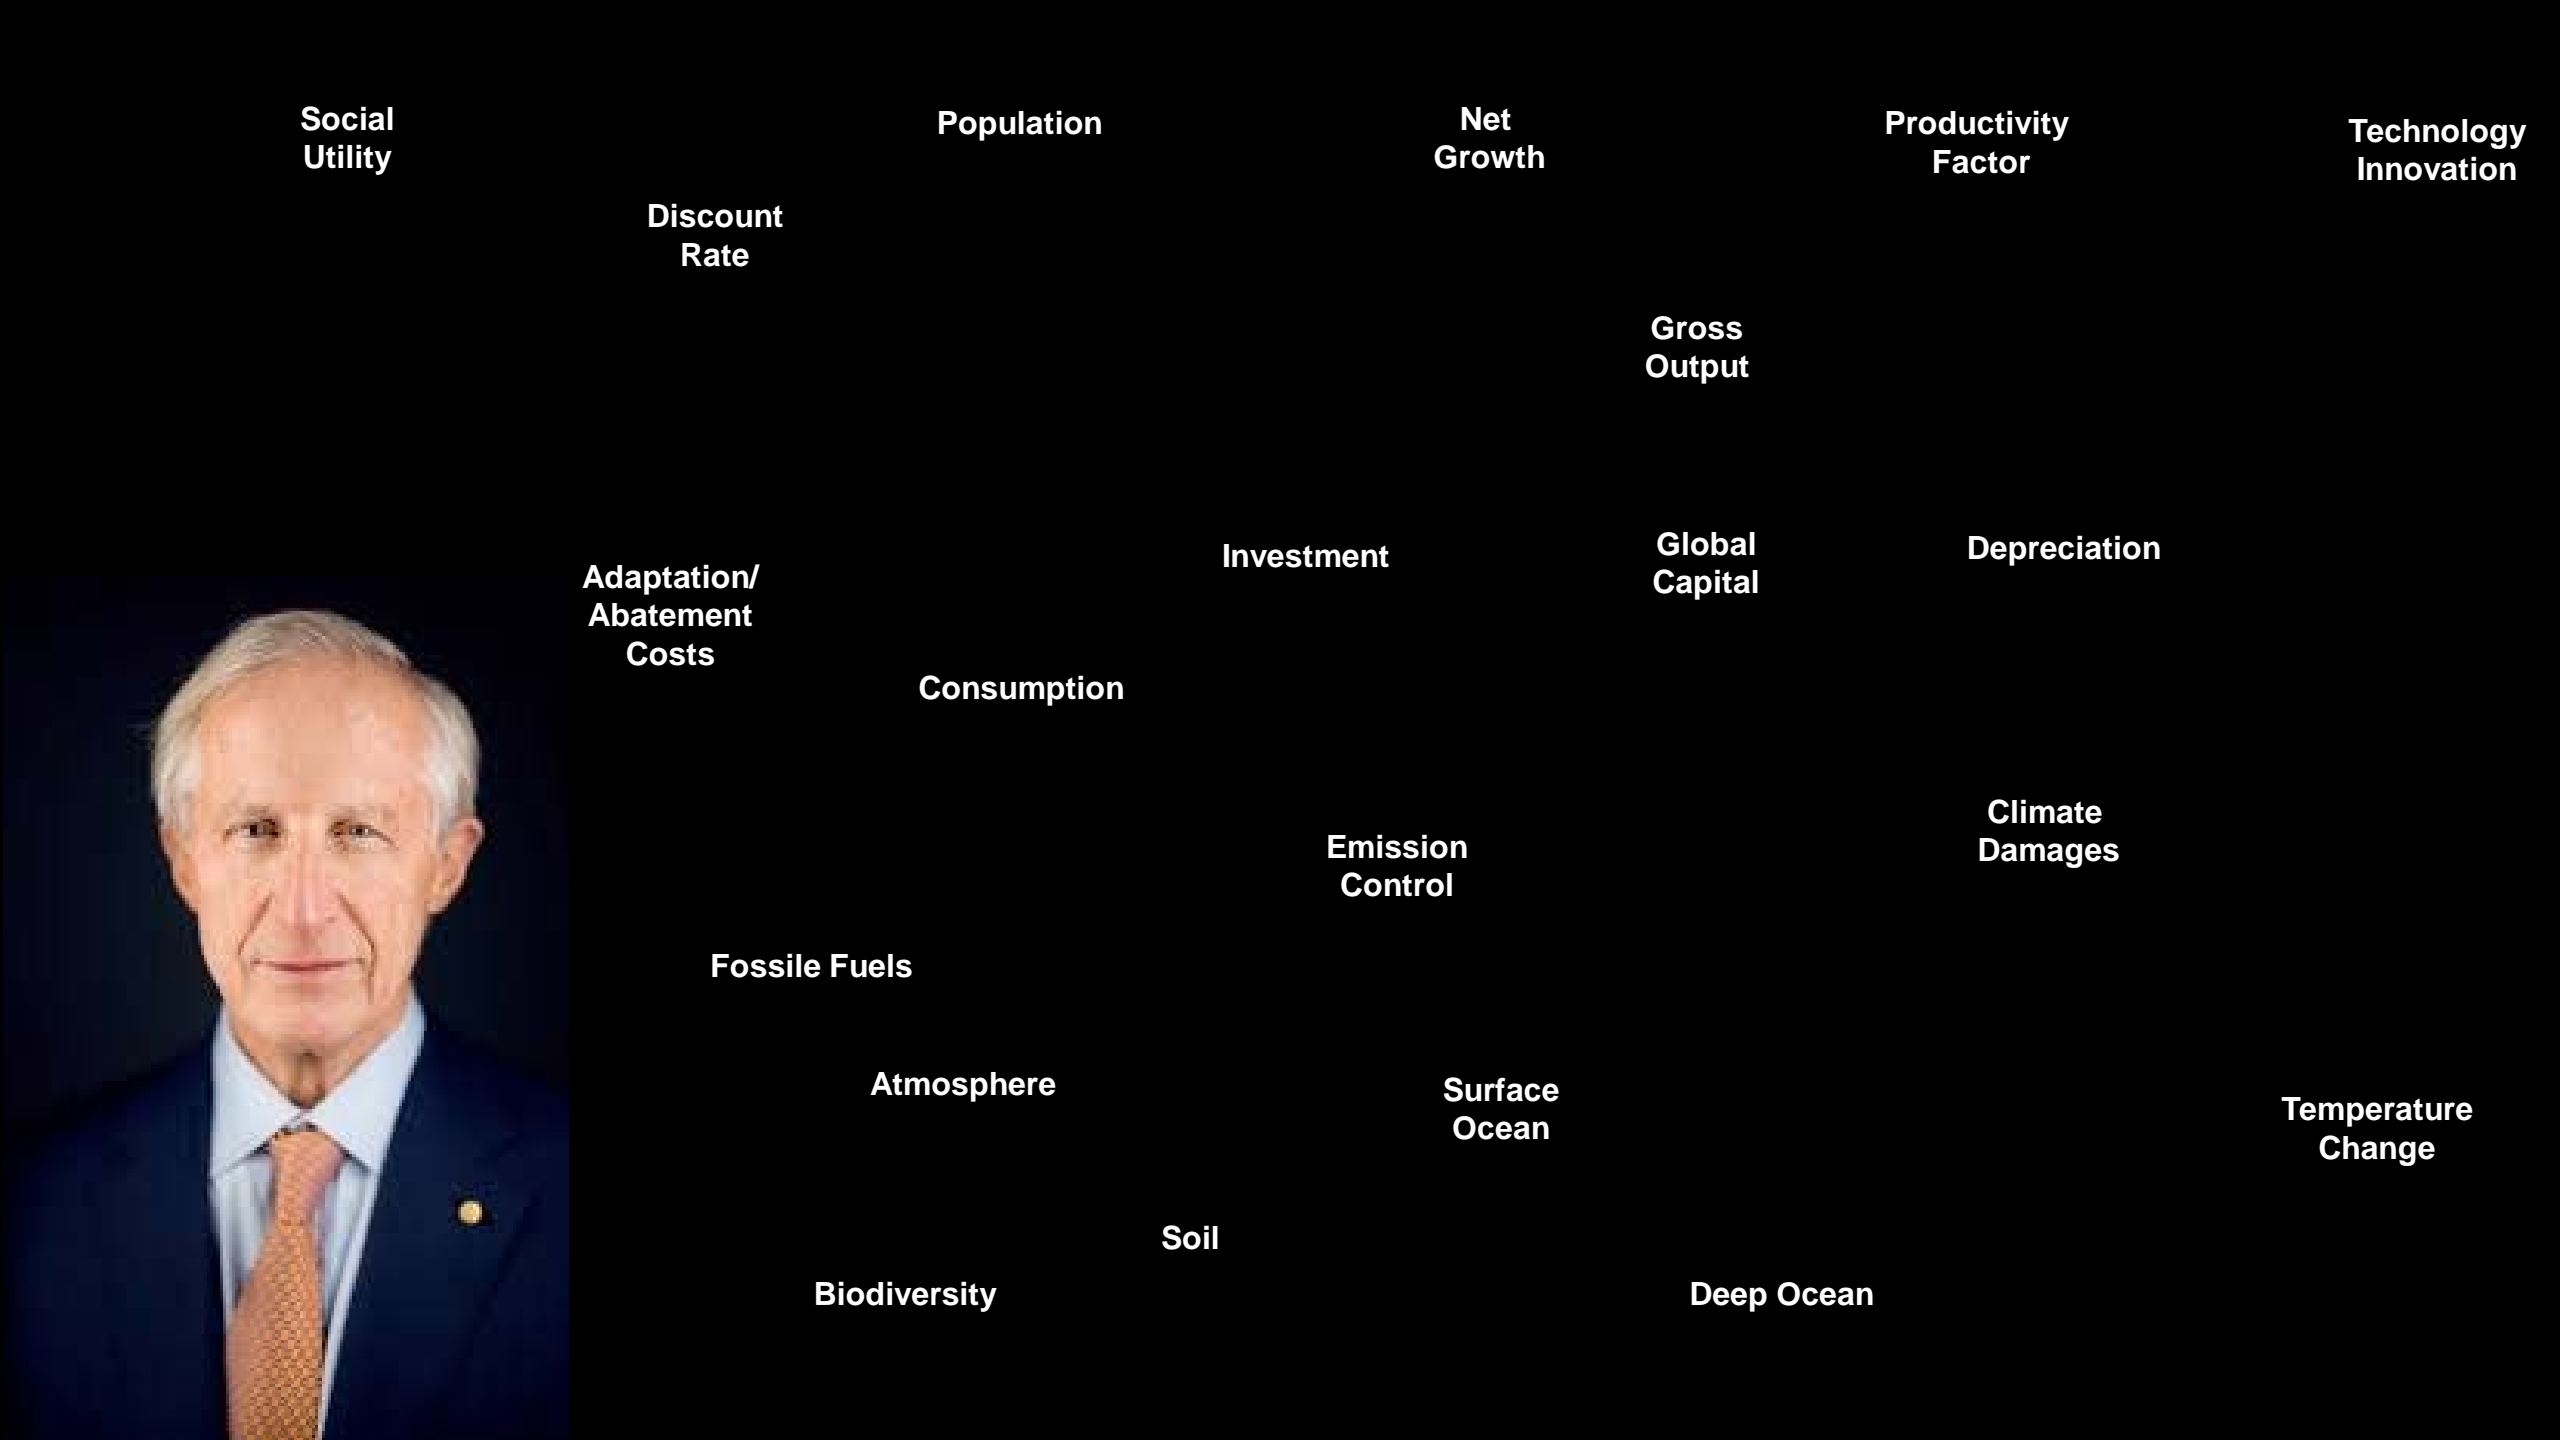 Social
Utility
Population
Net
Growth
Productivity
Factor
Technology
Innovation
Discount
Rate
Gross
Output
Adaptation/
Abatement
Costs
Investment
Global
Capital
Depreciation
Consumption
Emission
Control
Climate
Damages
Fossile Fuels
Atmosphere
Surface
Ocean
Temperature
Change
Soil
Biodiversity
Deep Ocean